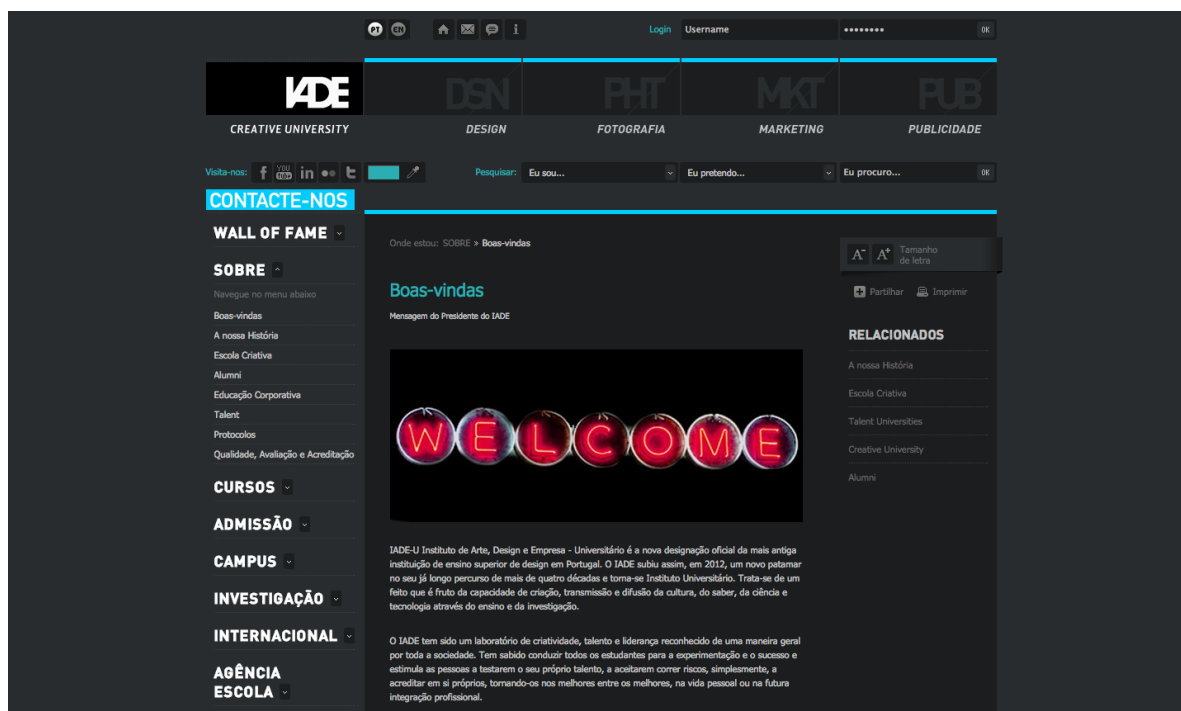 PT EN
Login Username •••••••• OK
IADE DSN PHT MKT PUB
CREATIVE UNIVERSITY DESIGN FOTOGRAFIA MARKETING PUBLICIDADE
Visita-nos: f YOU TUBE in t Pesquisar: Eu sou... Eu pretendo... Eu procuro... OK
CONTACTE-NOS
WALL OF FAME
SOBRE
Navegue no menu abaixo
Boas-vindas
A nossa História
Escola Criativa
Alumni
Educação Corporativa
Talent
Protocolos
Qualidade, Avaliação e Acreditação
CURSOS
ADMISSÃO
CAMPUS
INVESTIGAÇÃO
INTERNACIONAL
AGÊNCIA
ESCOLA
Onde estou: SOBRE » Boas-vindas
Boas-vindas
Mensagem do Presidente do IADE
WELCOME
IADE-U Instituto de Arte, Design e Empresa - Universitário é a nova designação oficial da mais antiga
instituição de ensino superior de design em Portugal. O IADE subiu assim, em 2012, um novo patamar
no seu já longo percurso de mais de quatro décadas e torna-se Instituto Universitário. Trata-se de um
feito que é fruto da capacidade de criação, transmissão e difusão da cultura, do saber, da ciência e
tecnologia através do ensino e da investigação.
O IADE tem sido um laboratório de criatividade, talento e liderança reconhecido de uma maneira geral
por toda a sociedade. Tem sabido conduzir todos os estudantes para a experimentação e o sucesso e
estimula as pessoas a testarem o seu próprio talento, a aceitarem correr riscos, simplesmente, a
acreditar em si próprios, tornando-os nos melhores entre os melhores, na vida pessoal ou na futura
integração profissional.
A- A+ Tamanho
de letra
Partilhar Imprimir
RELACIONADOS
A nossa História
Escola Criativa
Talent Universities
Creative University
Alumni